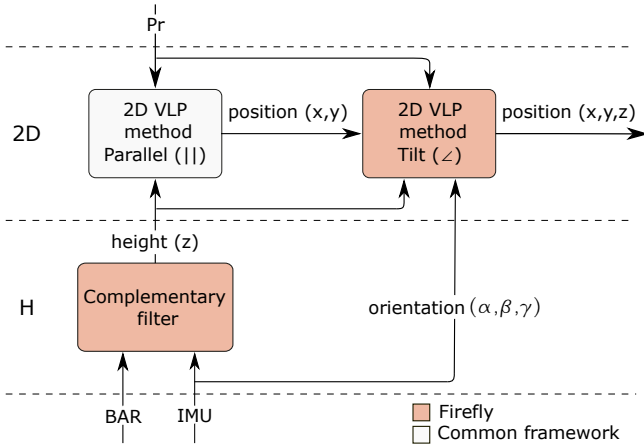 Pr
2D
2D VLP
method
Parallel (||)
position (x,y)
2D VLP
method
Tilt (∠)
position (x,y,z)
height (z)
H
Complementary
filter
orientation (α,β,γ)
BAR
IMU
Firefly
Common framework